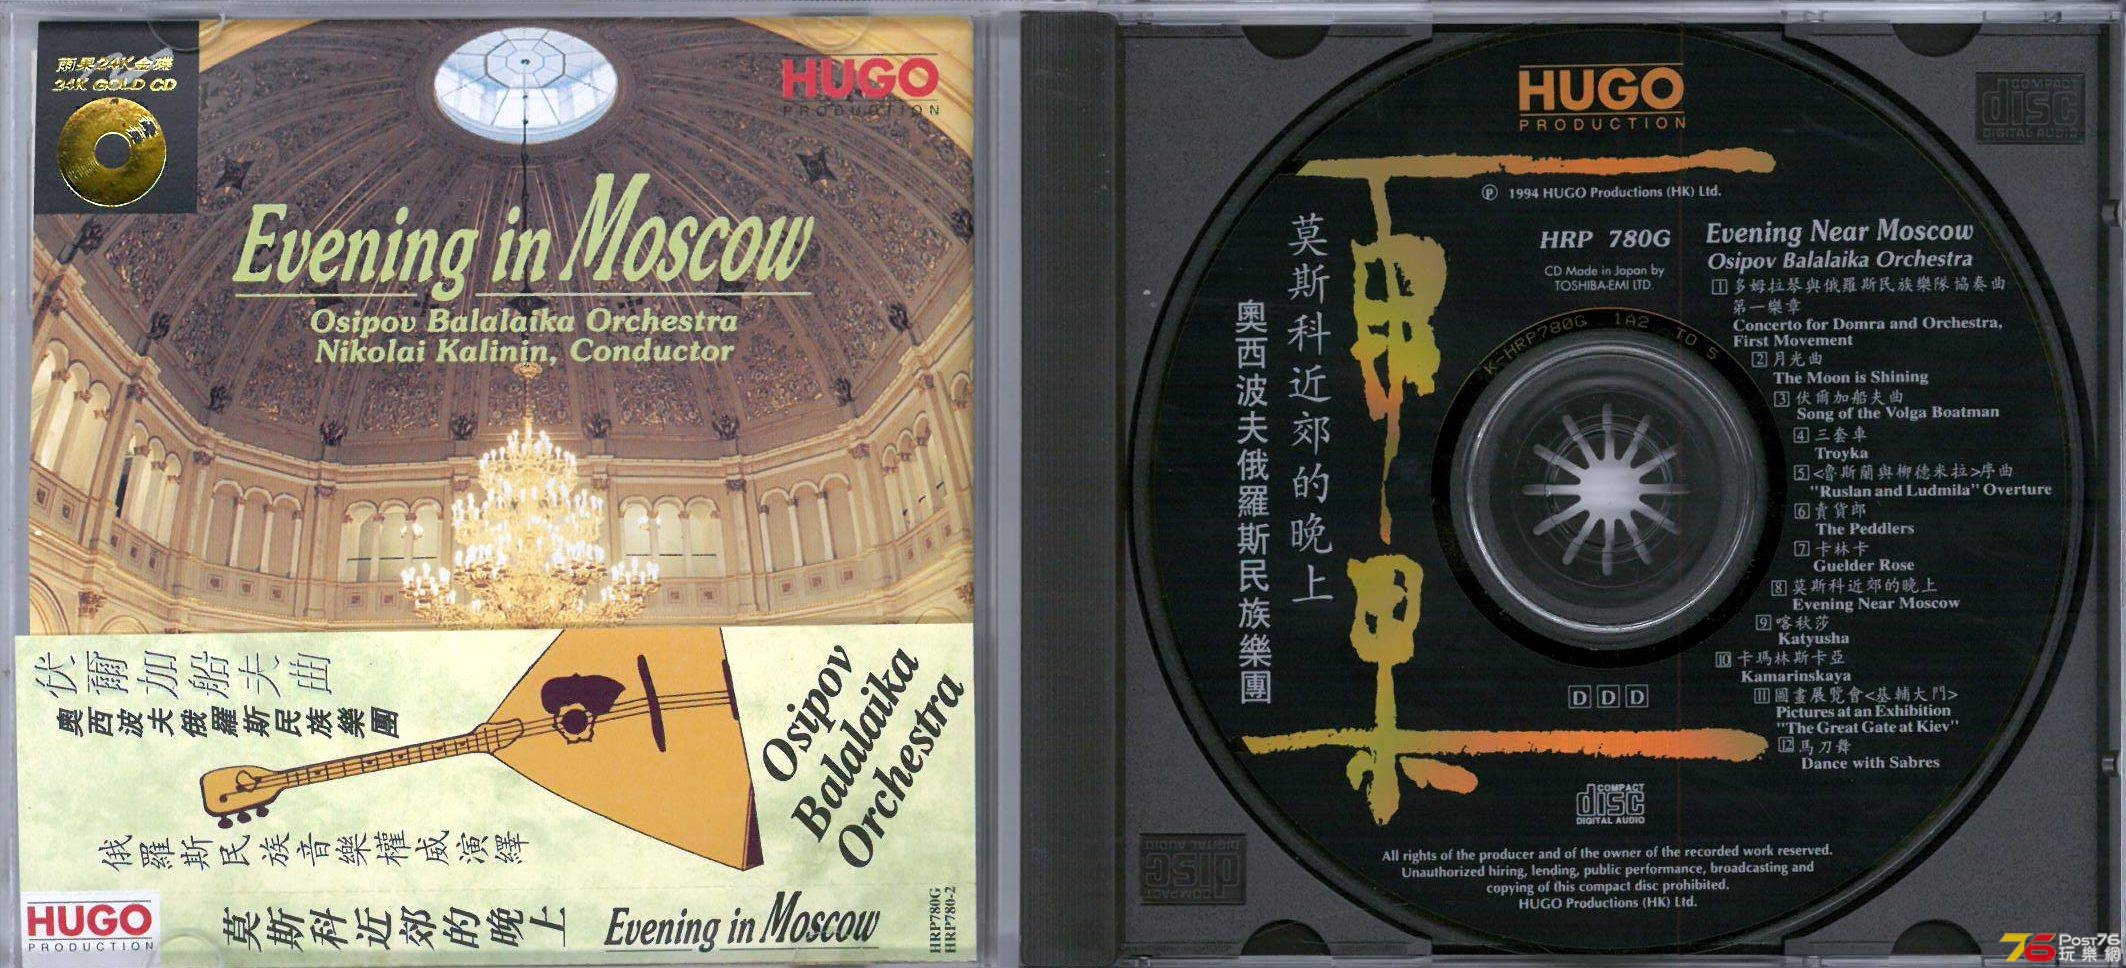 雨果24K金碟
24K GOLD CD
HUGO
PRODUCTION
Evening in Moscow
Osipov Balalaika Orchestra
Nikolai Kalinin, Conductor
伏爾加船夫曲
奧西波夫俄羅斯民族樂團
俄羅斯民族音樂權威演繹
Osipov
Balalaika
Orchestra
HUGO
PRODUCTION
莫斯科近郊的晚上
Evening in Moscow
HRP780G
HRP780-2
HUGO
PRODUCTION
Ⓟ 1994 HUGO Productions (HK) Ltd.
雨果
莫斯科近郊的晚上
奧西波夫俄羅斯民族樂團
HRP 780G
CD Made in Japan by
TOSHIBA-EMI LTD.
K-HRP780G 1A2 TO 5
Evening Near Moscow
Osipov Balalaika Orchestra
1 多姆拉琴與俄羅斯民族樂隊協奏曲
第一樂章
Concerto for Domra and Orchestra,
First Movement
2 月光曲
The Moon is Shining
3 伏爾加船夫曲
Song of the Volga Boatman
4 三套車
Troyka
5 <魯斯蘭與柳德米拉>序曲
"Ruslan and Ludmila" Overture
6 賣貨郎
The Peddlers
7 卡林卡
Guelder Rose
8 莫斯科近郊的晚上
Evening Near Moscow
9 喀秋莎
Katyusha
10 卡瑪林斯卡亞
Kamarinskaya
11 圖畫展覽會<基輔大門>
Pictures at an Exhibition
"The Great Gate at Kiev"
12 馬刀舞
Dance with Sabres
DDD
COMPACT
disc
DIGITAL AUDIO
All rights of the producer and of the owner of the recorded work reserved.
Unauthorized hiring, lending, public performance, broadcasting and
copying of this compact disc prohibited.
HUGO Productions (HK) Ltd.
COMPACT
disc
DIGITAL AUDIO
COMPACT
disc
DIGITAL AUDIO
76 Post76
玩樂網